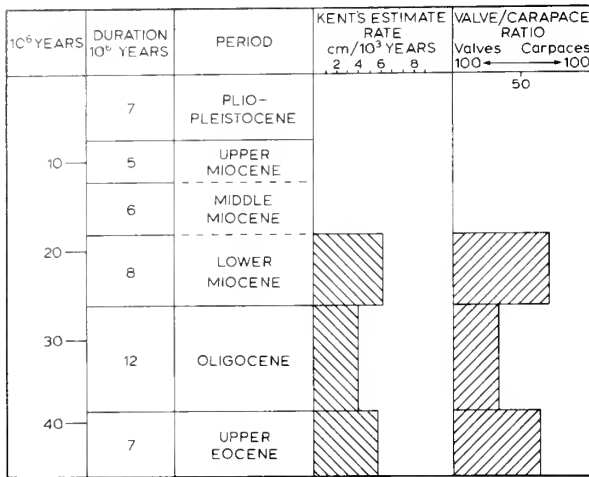 10⁶ YEARS
DURATION
10⁶ YEARS
PERIOD
KENT'S ESTIMATE
RATE
cm/10³ YEARS
2 4 6 8
VALVE/CARAPACE
RATIO
Valves Carpaces
100 100
50
7
PLIO-
PLEISTOCENE
10
5
UPPER
MIOCENE
6
MIDDLE
MIOCENE
20
8
LOWER
MIOCENE
30
12
OLIGOCENE
40
7
UPPER
EOCENE